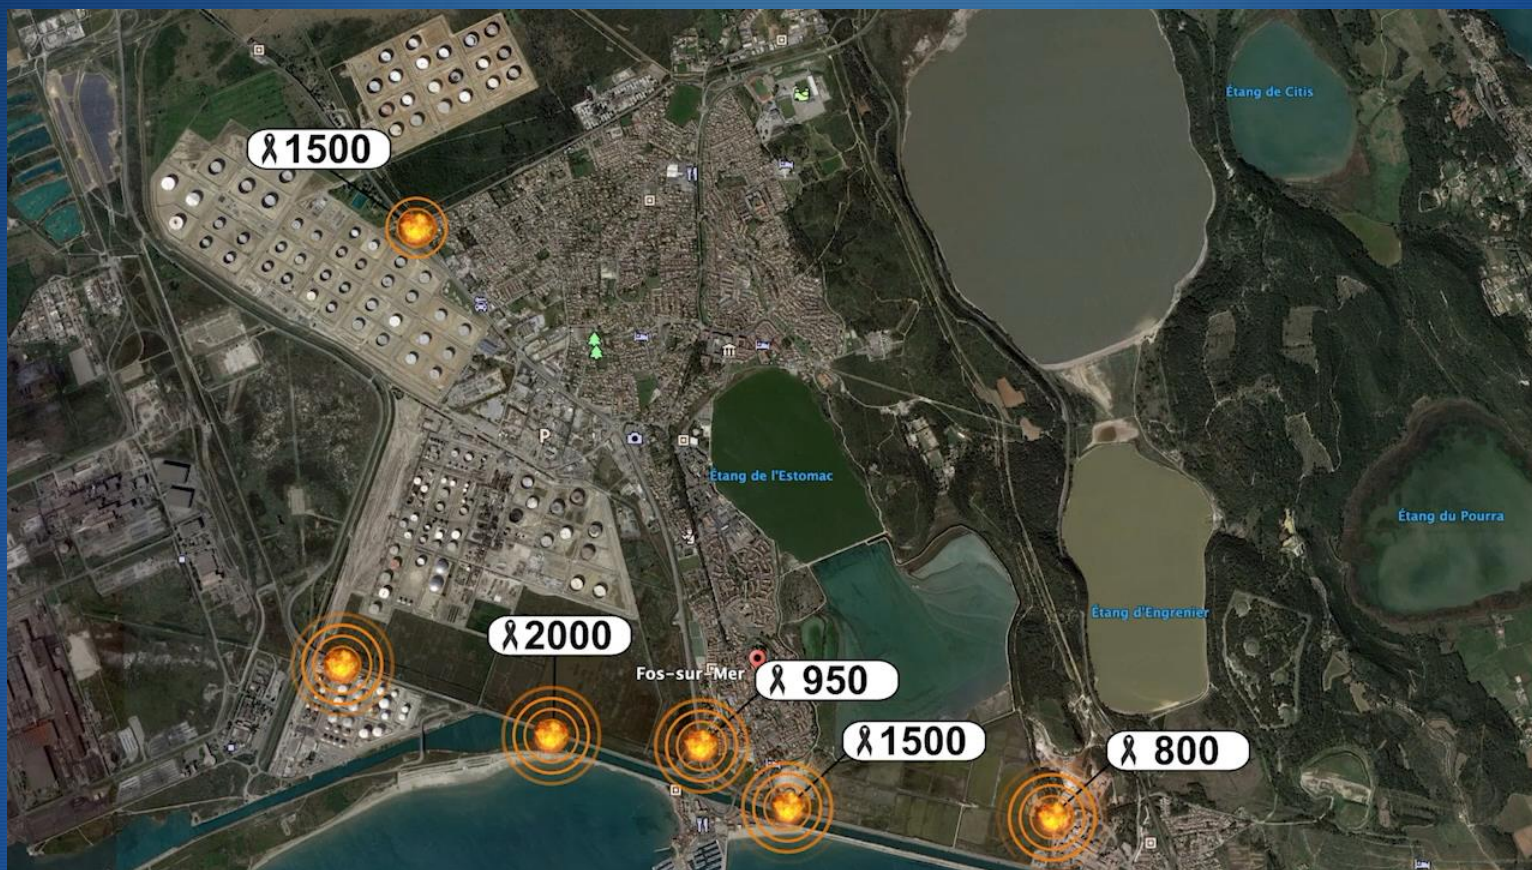 Étang de Citis
1500
Étang de l'Estomac
Étang du Pourra
Étang d'Engrenier
2000
Fos-sur-Mer
950
1500
800
P